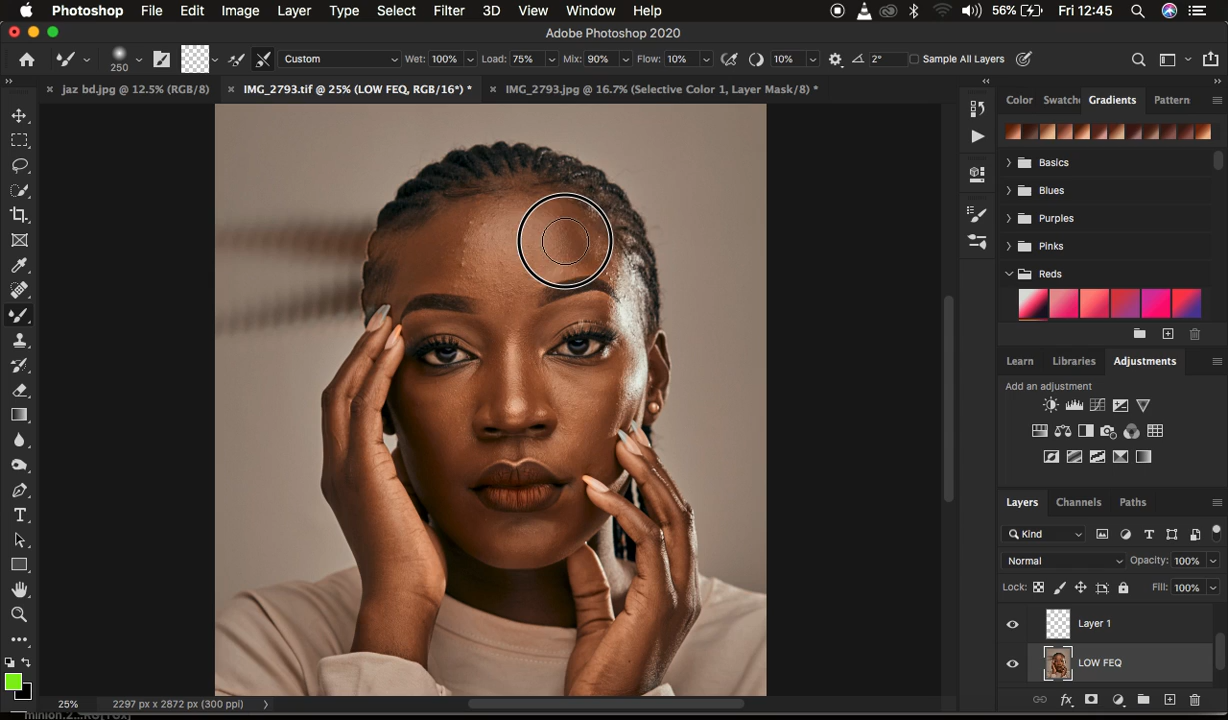 Photoshop File Edit Image Layer Type Select Filter 3D View Window Help 56% Fri 12:45
Adobe Photoshop 2020
250 Custom Wet: 100% Load: 75% Mix: 90% Flow: 10% 10% 2° Sample All Layers
jaz bd.jpg @ 12.5% (RGB/8) IMG_2793.tif @ 25% (LOW FEQ, RGB/16*) * IMG_2793.jpg @ 16.7% (Selective Color 1, Layer Mask/8) *
Color Swatche Gradients Pattern
Basics
Blues
Purples
Pinks
Reds
Learn Libraries Adjustments
Add an adjustment
Layers Channels Paths
Kind
Normal Opacity: 100%
Lock: Fill: 100%
Layer 1
LOW FEQ
25% 2297 px x 2872 px (300 ppi)